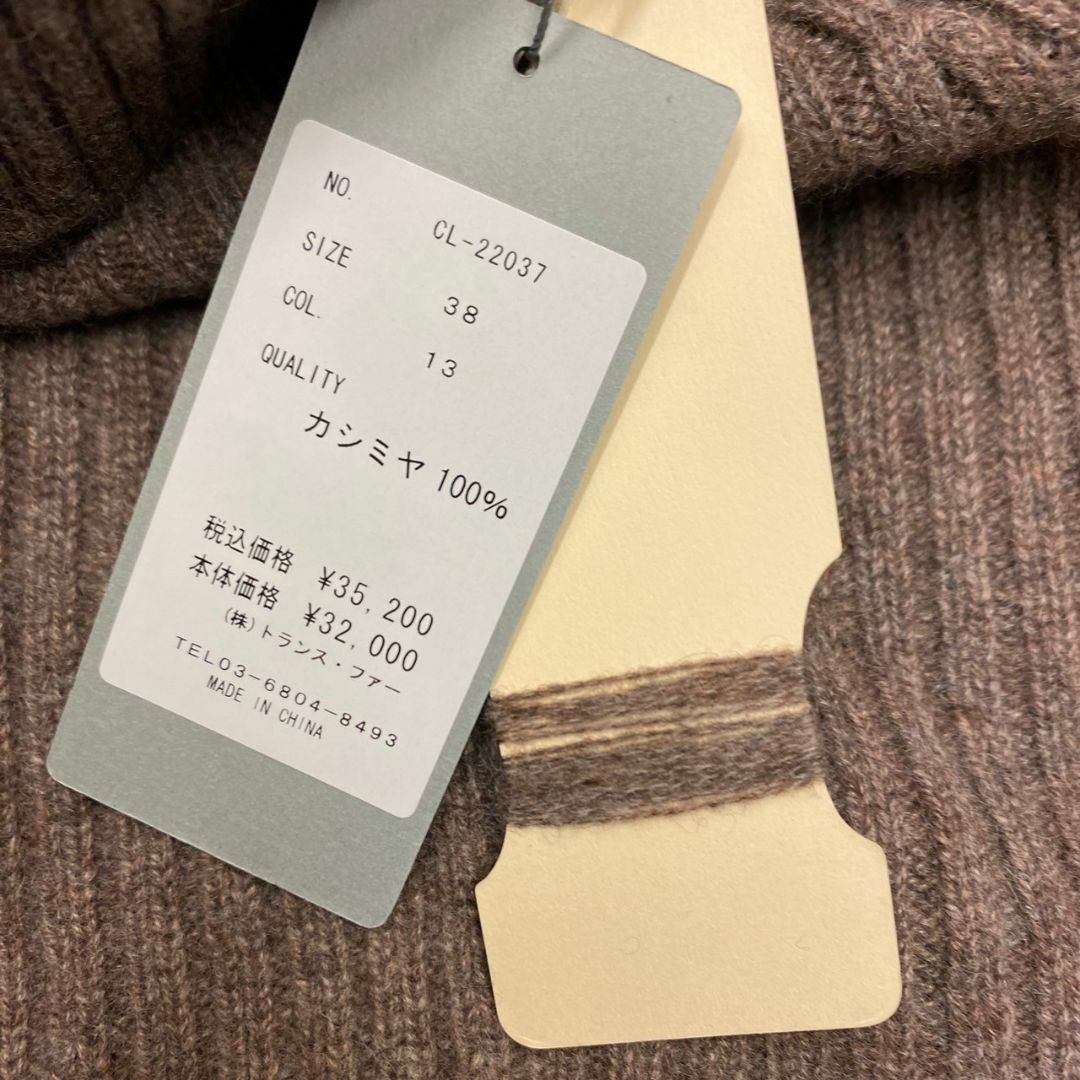 NO. CL-22037
SIZE 38
COL. 13
QUALITY
カシミヤ 100%
税込価格 ¥35,200
本体価格 ¥32,000
(株)トランス・ファー
TEL03-6804-8493
MADE IN CHINA